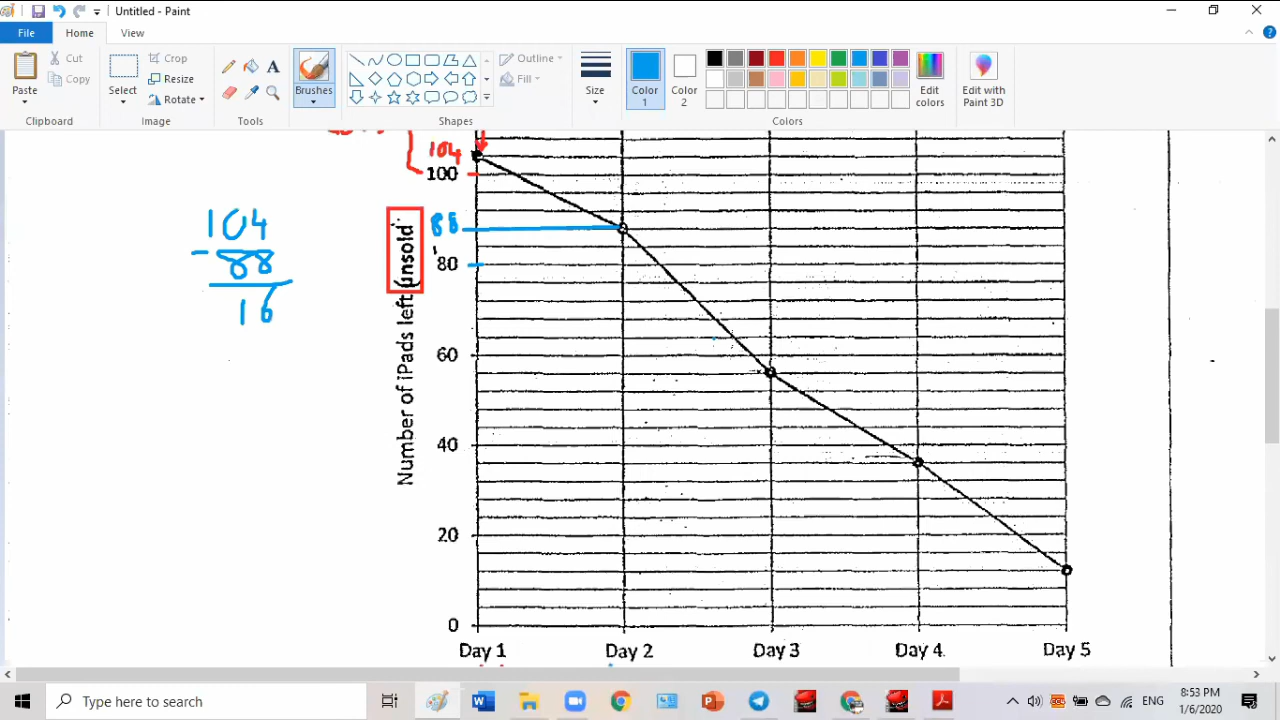 Untitled - Paint
File Home View
Paste
Cut
Copy
Clipboard
Select
Crop
Resize
Rotate
Image
Tools
Brushes
Shapes
Outline
Fill
Size
Color 1
Color 2
Edit colors
Edit with Paint 3D
Colors
104
100
88
80
60
40
20
0
Number of iPads left (unsold
104
- 88
16
Day 1 Day 2 Day 3 Day 4 Day 5
Type here to search
ENG
8:53 PM
1/6/2020